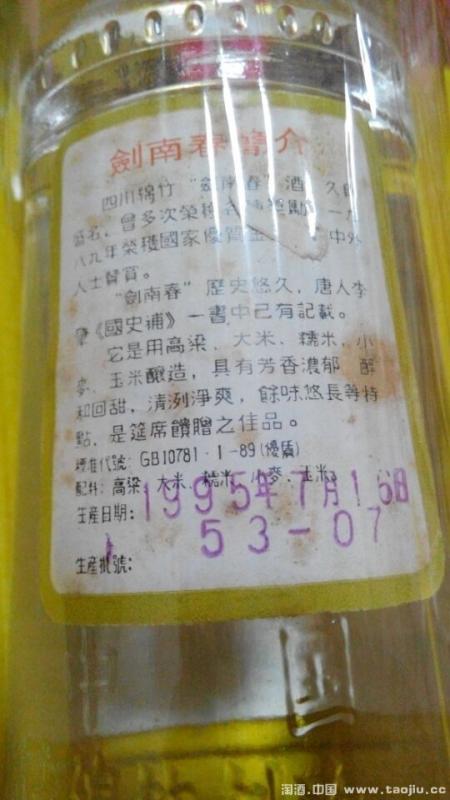 劍南春簡介
四川綿竹“劍南春”酒 久負
盛名，曾多次榮 一九
八九年榮獲國家優質金 中外
人士贊賞。
“劍南春”歷史悠久，唐人李
肇《國史補》一書中已有記載。
它是用高梁、大米、糯米、小
麥、玉米釀造，具有芳香濃郁 醇
和回甜，清洌淨爽，餘味悠長等特
點，是筵席饋贈之佳品。
標准代號：GB10781·1-89(優質)
配料：高梁、大米、糯米、小麥、玉米
生産日期：1995年7月15日
53-07
生産批號：
淘酒.中国 www.taojiu.cc